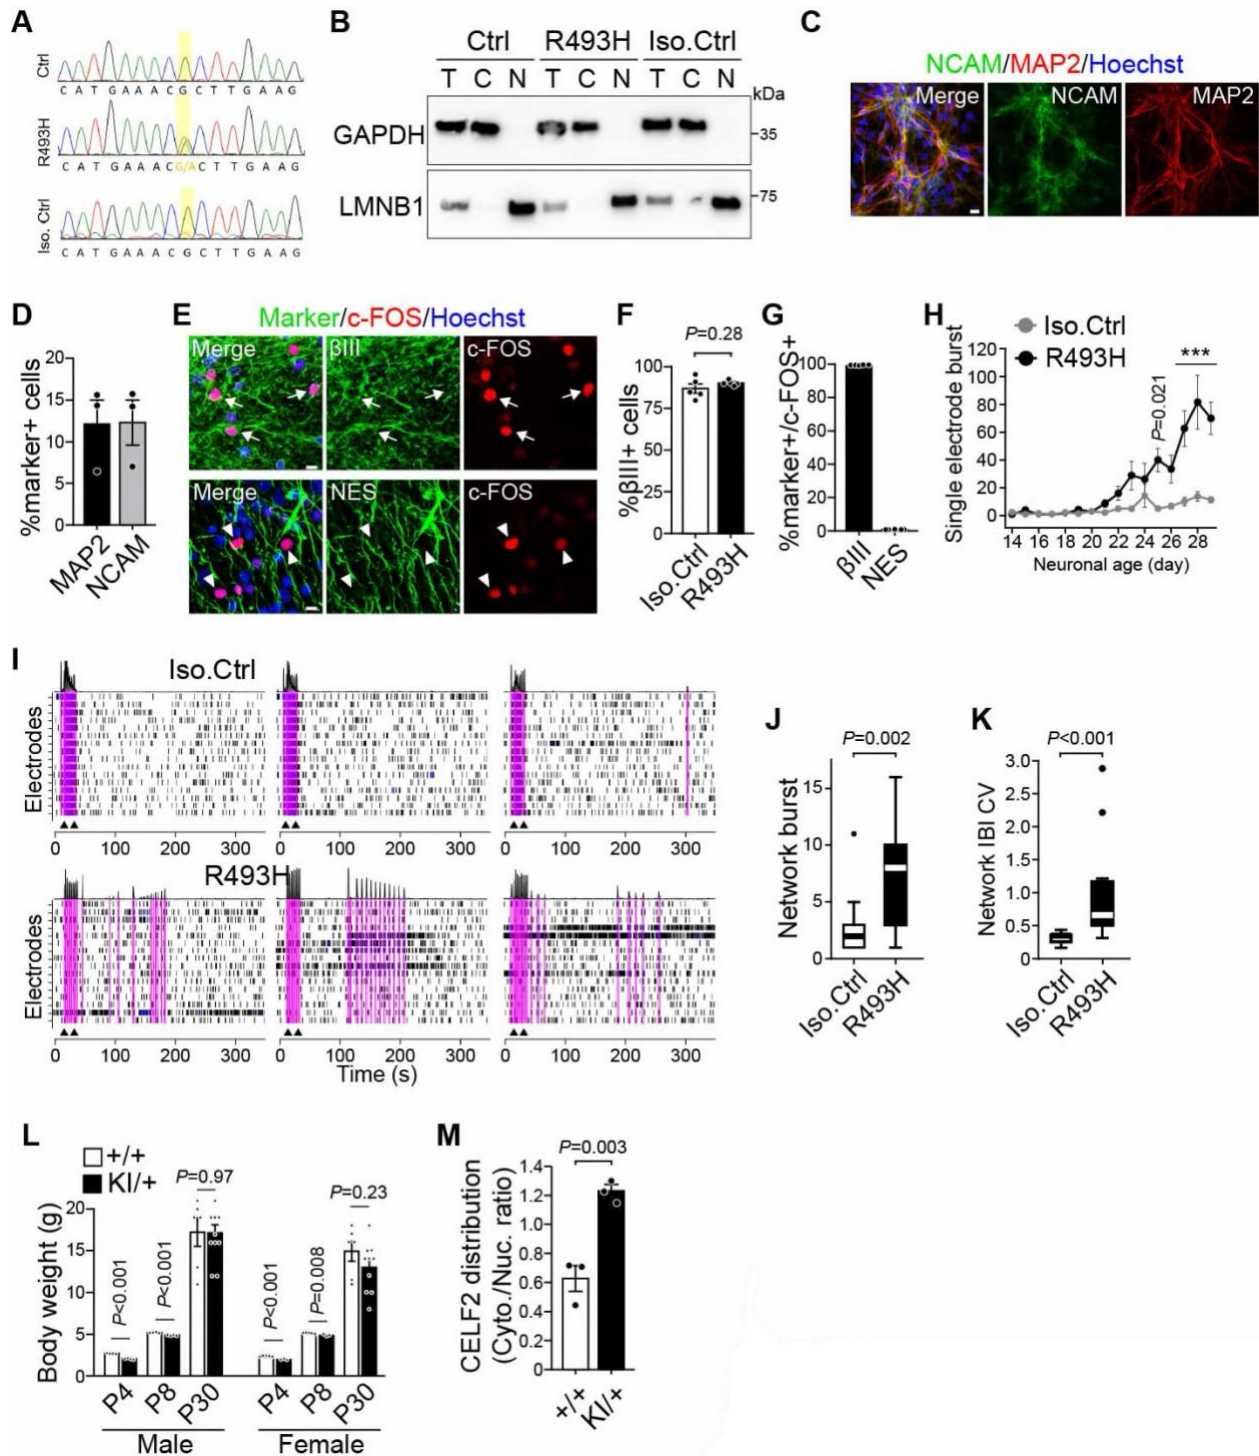 A
Ctrl
C A T G A A A C G C T T G A A G
R493H
C A T G A A A C G/A C T T G A A G
Iso. Ctrl
C A T G A A A C G C T T G A A G
B
Ctrl R493H Iso.Ctrl
T C N T C N T C N
kDa
GAPDH
-35
LMNB1
-75
C
NCAM/MAP2/Hoechst
Merge NCAM MAP2
D
%marker+ cells
20
15
10
5
0
MAP2
NCAM
E
Marker/c-FOS/Hoechst
Merge βIII c-FOS
Merge NES c-FOS
F
P=0.28
%βIII+ cells
100
75
50
25
0
Iso.Ctrl
R493H
G
%marker+/c-FOS+
100
80
60
40
20
0
βIII
NES
H
Iso.Ctrl
R493H
Single electrode burst
120
100
80
60
40
20
0
P=0.021
***
14 16 18 20 22 24 26 28
Neuronal age (day)
I
Iso.Ctrl
Electrodes
0 100 200 300 0 100 200 300 0 100 200 300
R493H
Electrodes
0 100 200 300 0 100 200 300 0 100 200 300
Time (s)
J
P=0.002
Network burst
15
10
5
0
Iso.Ctrl
R493H
K
P<0.001
Network IBI CV
3.0
2.5
2.0
1.5
1.0
0.5
0
Iso.Ctrl
R493H
L
+/+
KI/+
Body weight (g)
20
15
10
5
0
P<0.001
P<0.001
P=0.97
P<0.001
P=0.008
P=0.23
P4 P8 P30 P4 P8 P30
Male Female
M
P=0.003
CELF2 distribution
(Cyto./Nuc. ratio)
1.4
1.2
1.0
0.8
0.6
0.4
0.2
0
+/+
KI/+